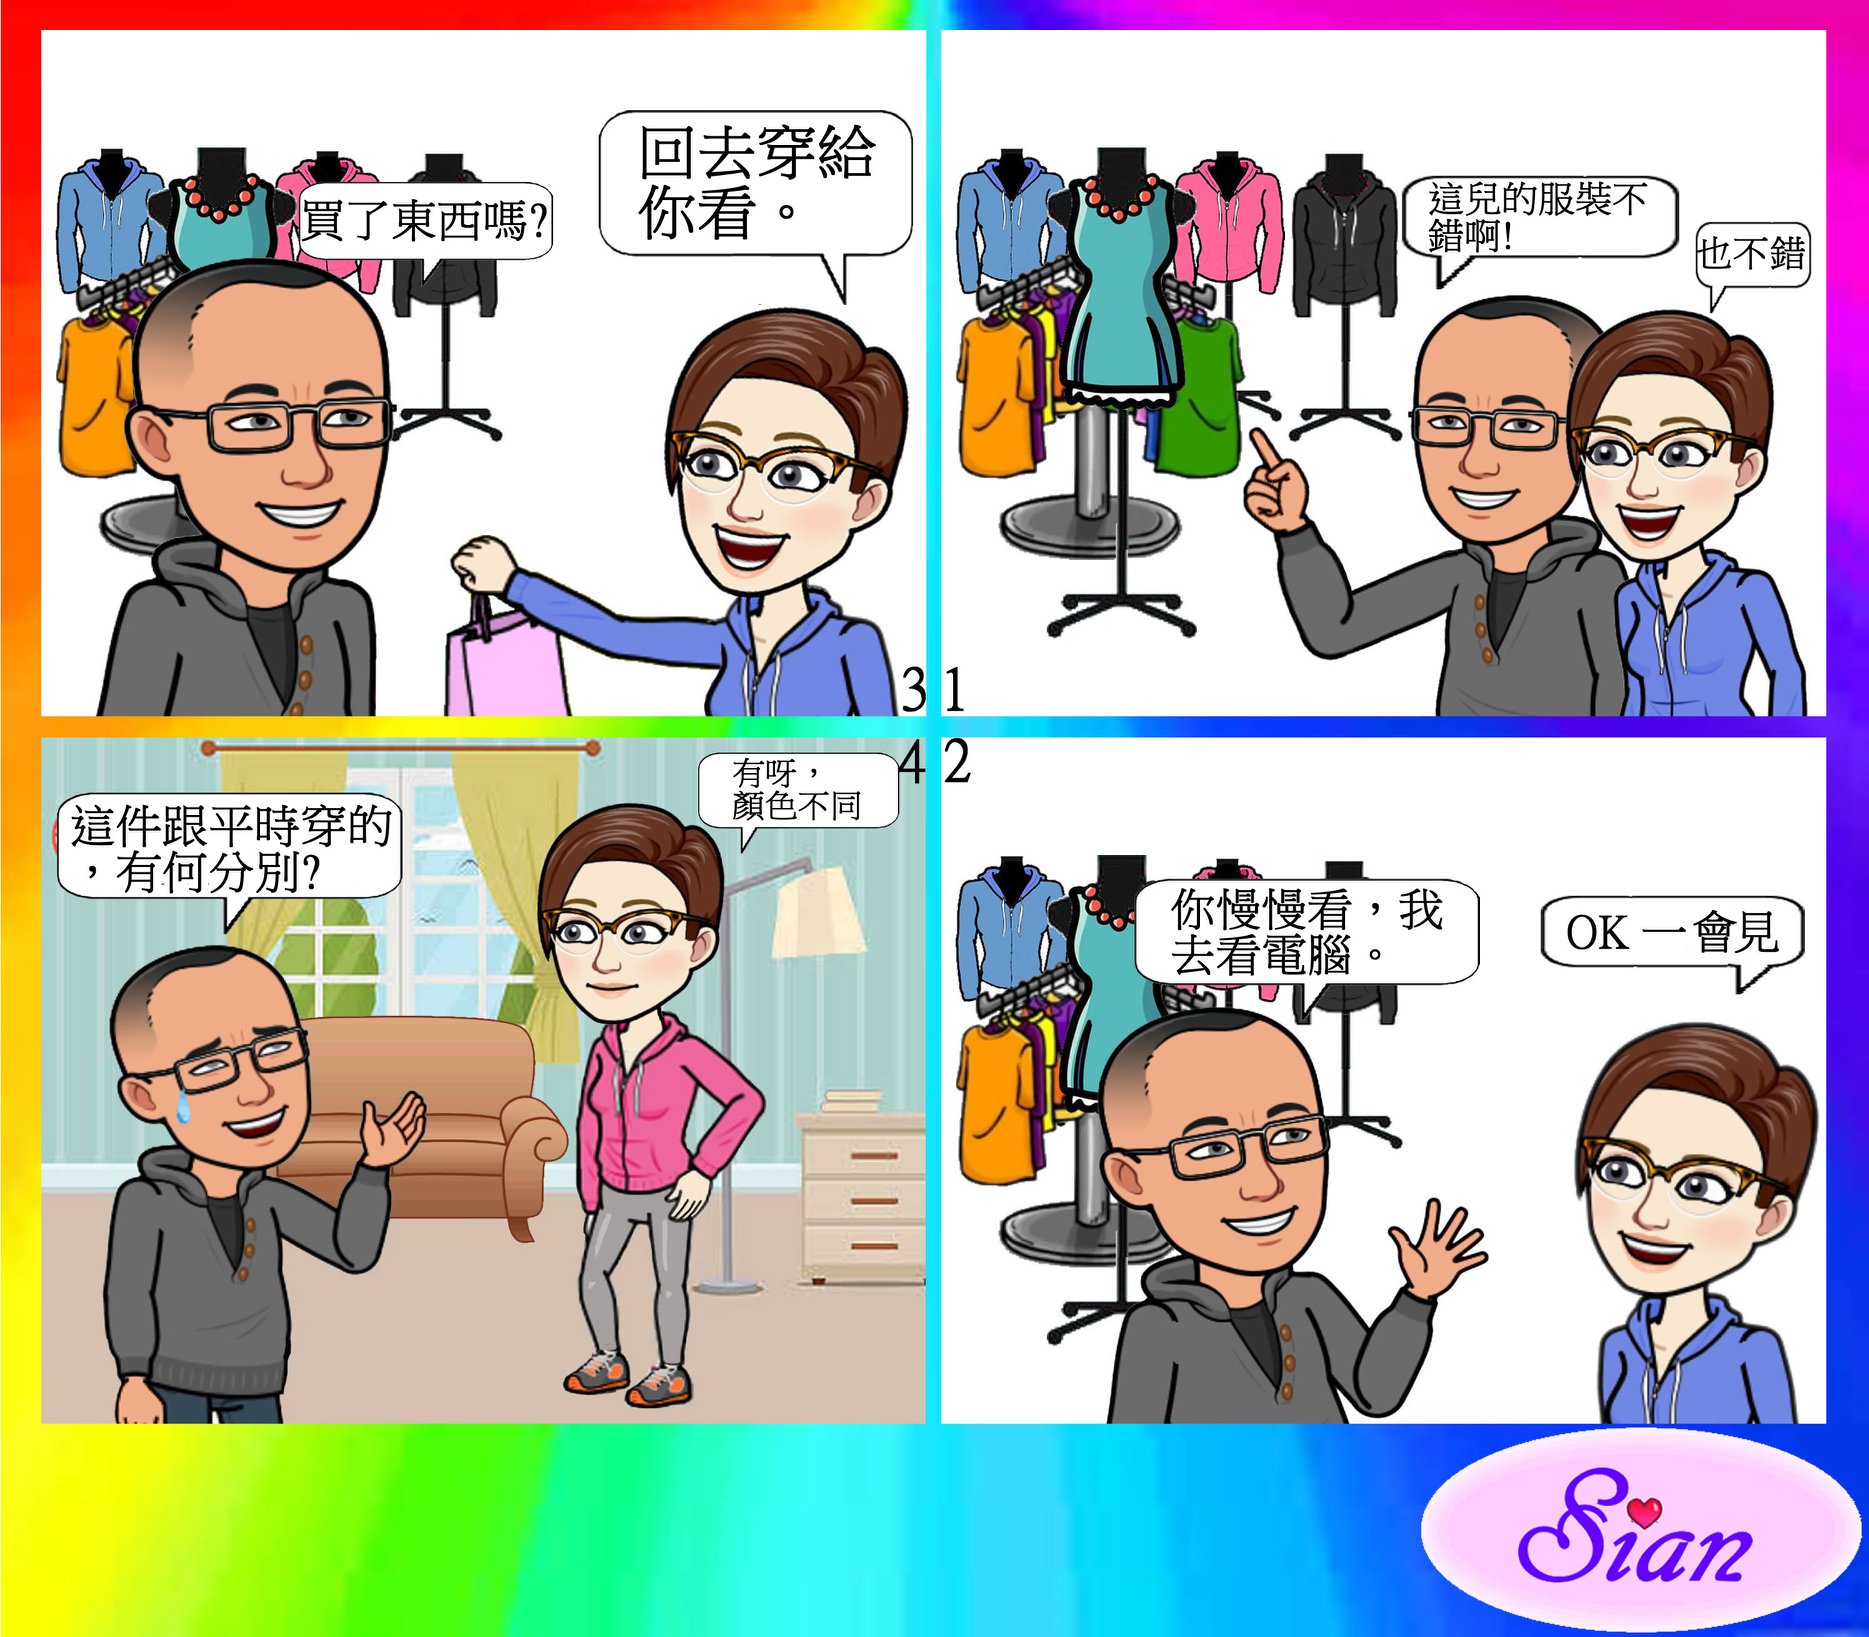 這兒的服裝不
錯啊!
也不錯
1
2
你慢慢看，我
去看電腦。
OK 一會見
買了東西嗎?
回去穿給
你看。
3
4
這件跟平時穿的
，有何分別?
有呀，
顏色不同
Sian